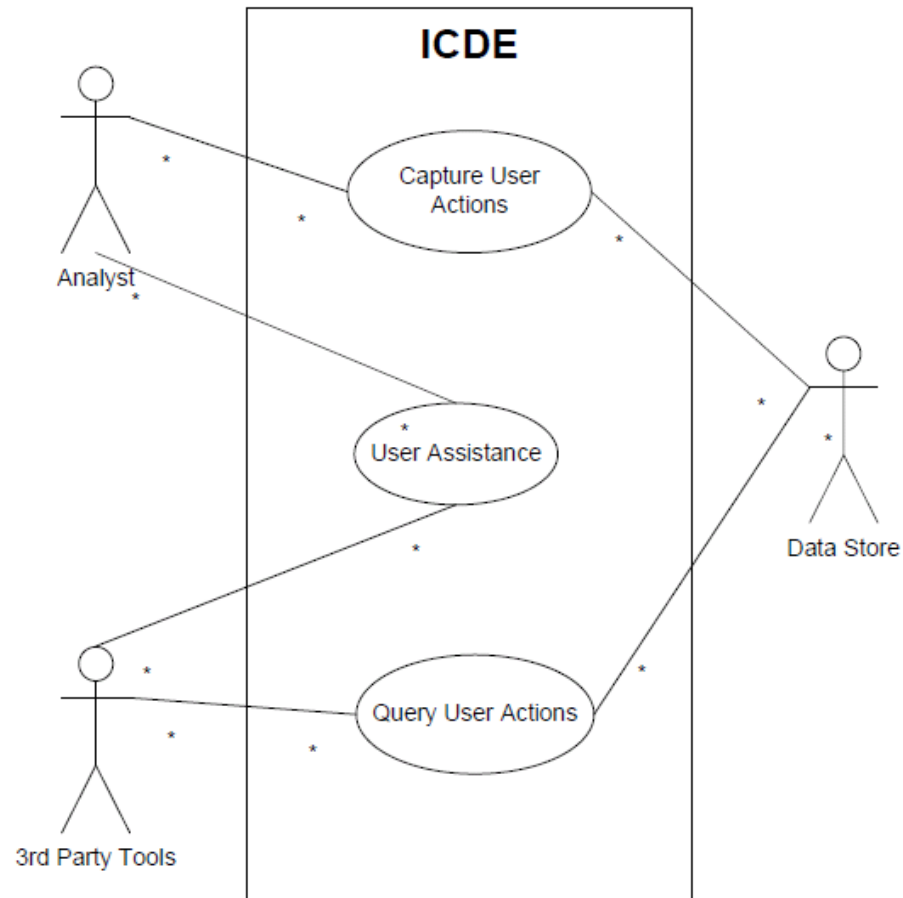 ICDE
Capture User
Actions
*
*
*
Analyst
*
*
*
*
User Assistance
*
Data Store
*
*
Query User Actions
*
*
3rd Party Tools